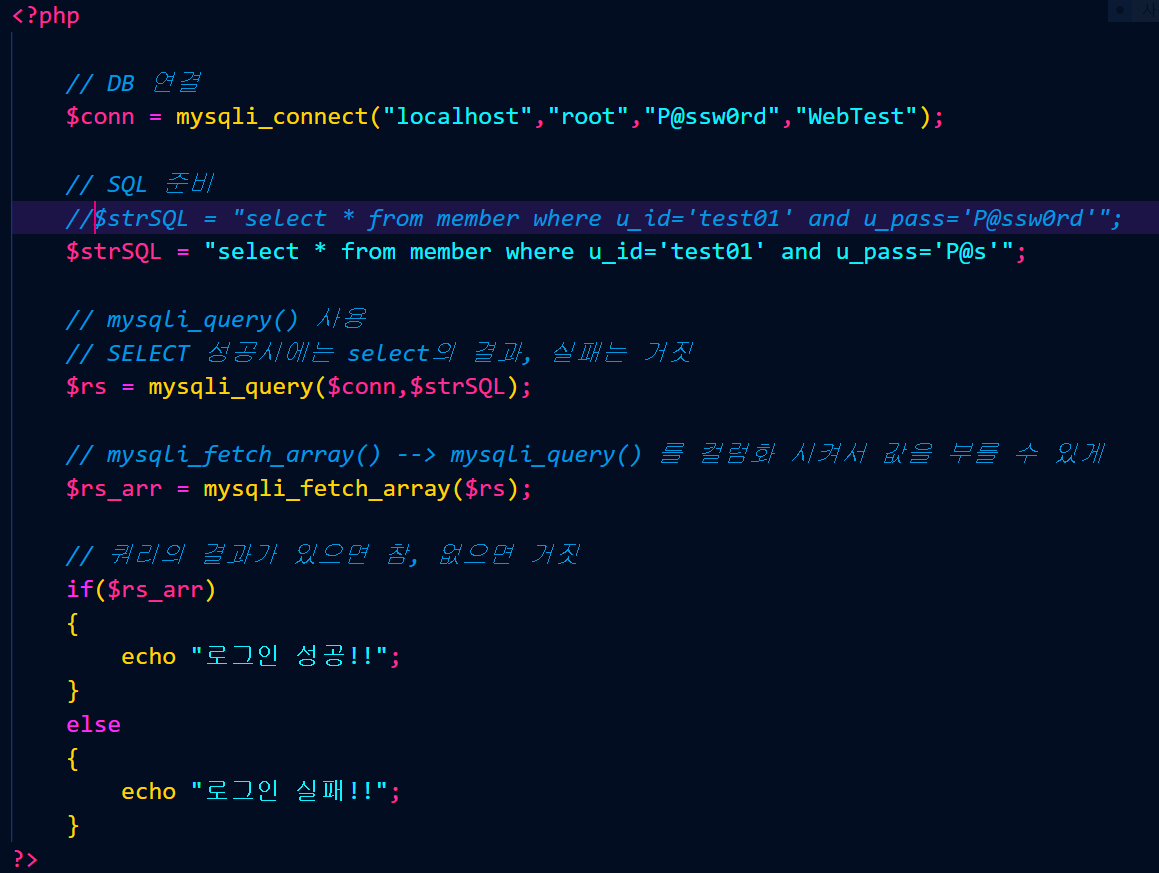 <?php
// DB 연결
$conn = mysqli_connect("localhost","root","P@ssw0rd","WebTest");
// SQL 준비
//$strSQL = "select * from member where u_id='test01' and u_pass='P@ssw0rd'";
$strSQL = "select * from member where u_id='test01' and u_pass='P@s'";
// mysqli_query() 사용
// SELECT 성공시에는 select의 결과, 실패는 거짓
$rs = mysqli_query($conn,$strSQL);
// mysqli_fetch_array() --> mysqli_query() 를 컬럼화 시켜서 값을 부를 수 있게
$rs_arr = mysqli_fetch_array($rs);
// 쿼리의 결과가 있으면 참, 없으면 거짓
if($rs_arr)
{
echo "로그인 성공!!";
}
else
{
echo "로그인 실패!!";
}
?>